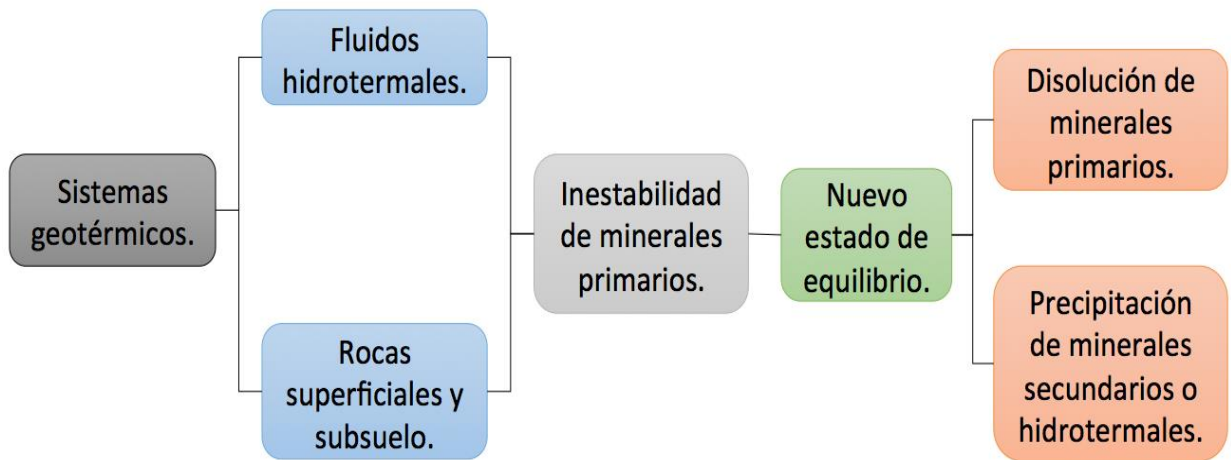 Sistemas
geotérmicos.
Fluidos
hidrotermales.
Rocas
superficiales y
subsuelo.
Inestabilidad
de minerales
primarios.
Nuevo
estado de
equilibrio.
Disolución de
minerales
primarios.
Precipitación
de minerales
secundarios o
hidrotermales.